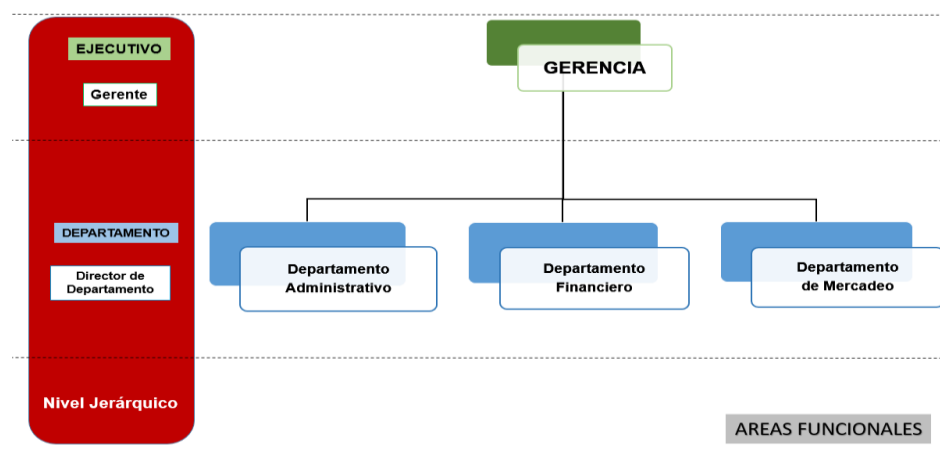 EJECUTIVO
Gerente
GERENCIA
DEPARTAMENTO
Director de
Departamento
Departamento
Administrativo
Departamento
Financiero
Departamento
de Mercadeo
Nivel Jerárquico
AREAS FUNCIONALES